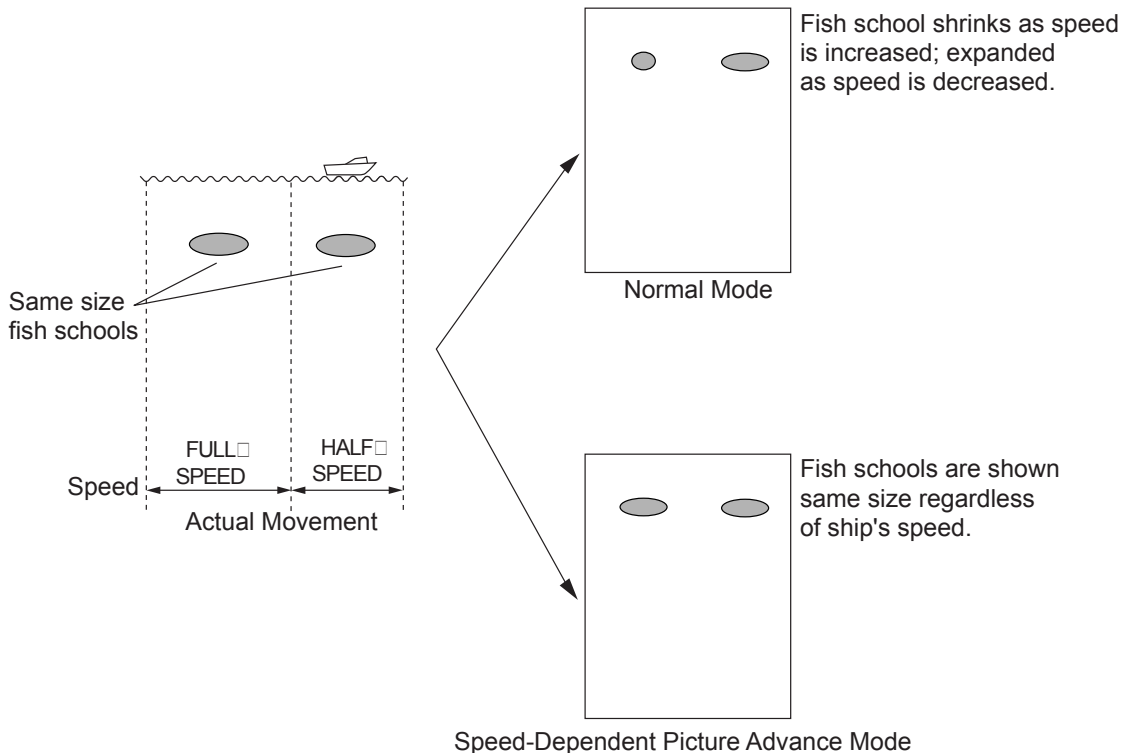 Fish school shrinks as speed
is increased; expanded
as speed is decreased.
Normal Mode
Same size
fish schools
FULL□
SPEED
HALF□
SPEED
Speed
Actual Movement
Fish schools are shown
same size regardless
of ship's speed.
Speed-Dependent Picture Advance Mode